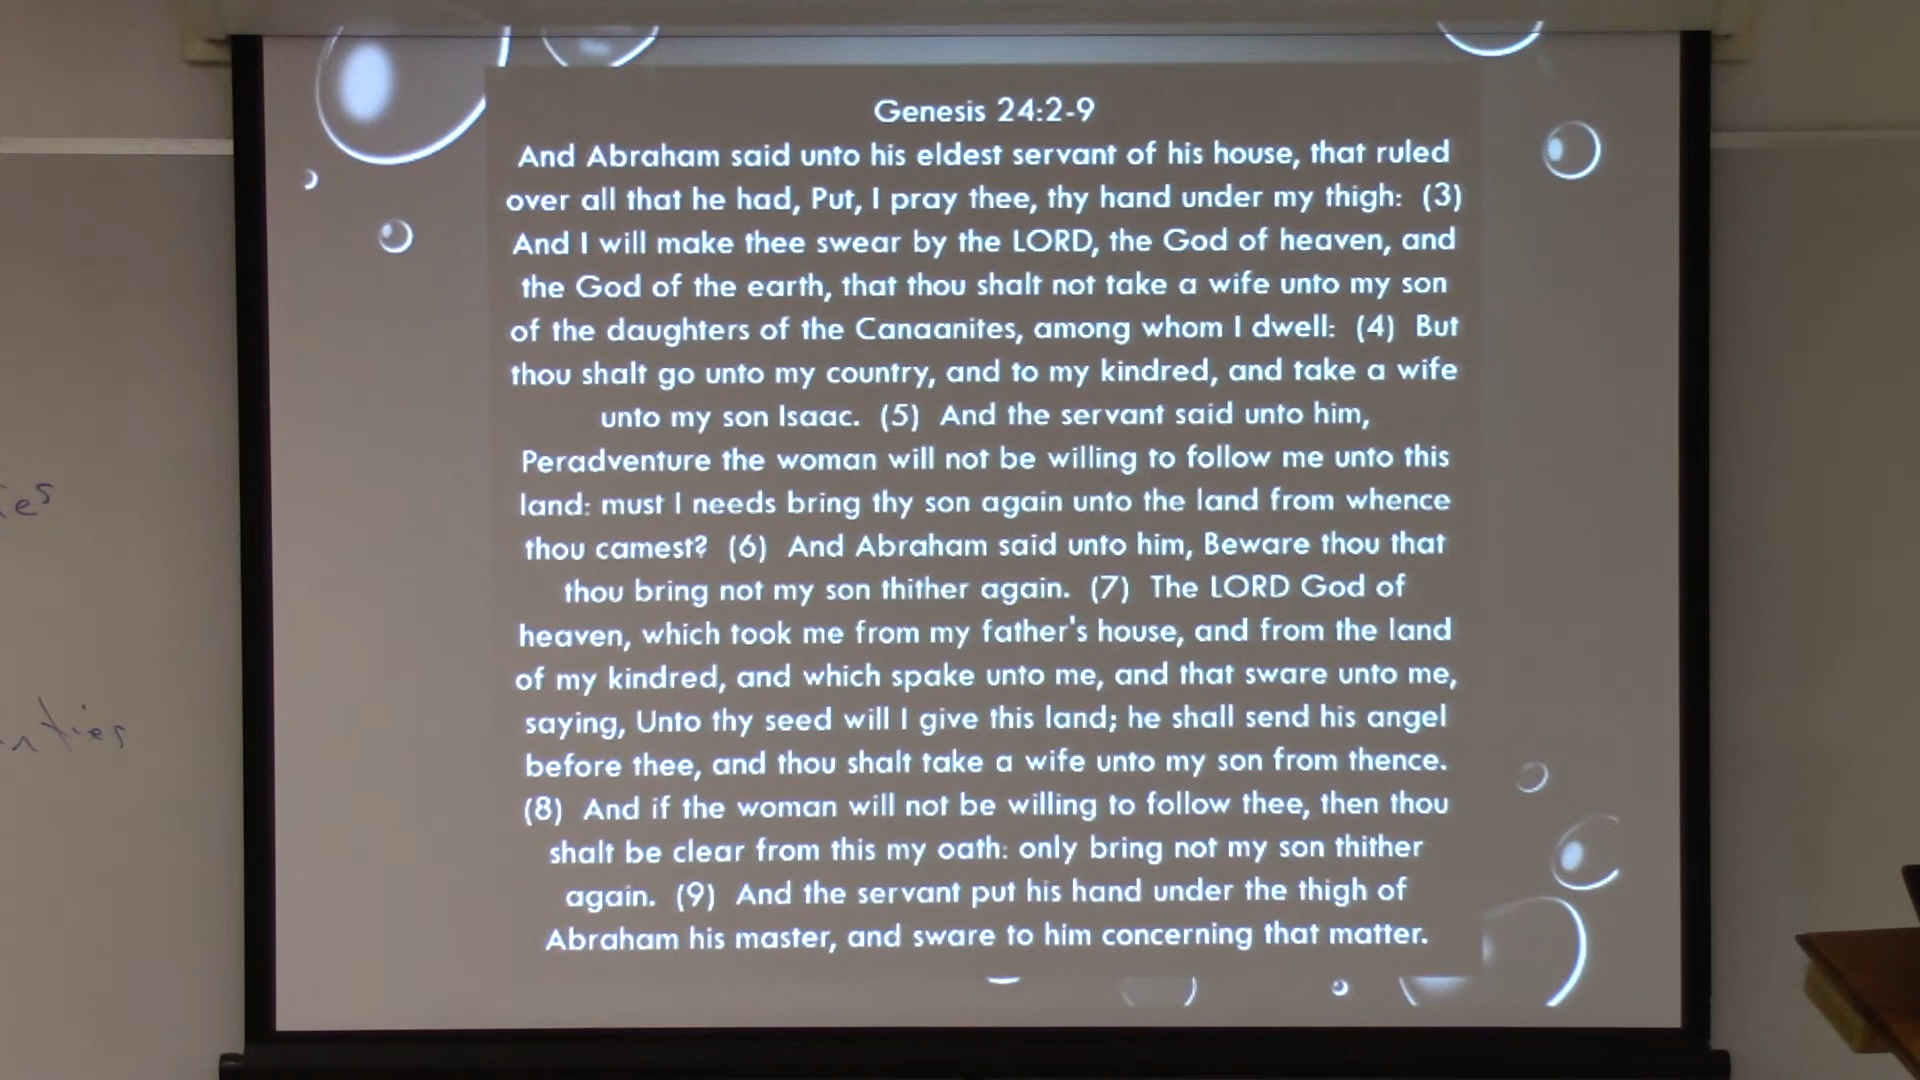 Genesis 24:2-9
And Abraham said unto his eldest servant of his house, that ruled
over all that he had, Put, I pray thee, thy hand under my thigh: (3)
And I will make thee swear by the LORD, the God of heaven, and
the God of the earth, that thou shalt not take a wife unto my son
of the daughters of the Canaanites, among whom I dwell: (4) But
thou shalt go unto my country, and to my kindred, and take a wife
unto my son Isaac. (5) And the servant said unto him,
Peradventure the woman will not be willing to follow me unto this
land: must I needs bring thy son again unto the land from whence
thou camest? (6) And Abraham said unto him, Beware thou that
thou bring not my son thither again. (7) The LORD God of
heaven, which took me from my father's house, and from the land
of my kindred, and which spake unto me, and that sware unto me,
saying, Unto thy seed will I give this land; he shall send his angel
before thee, and thou shalt take a wife unto my son from thence.
(8) And if the woman will not be willing to follow thee, then thou
shalt be clear from this my oath: only bring not my son thither
again. (9) And the servant put his hand under the thigh of
Abraham his master, and sware to him concerning that matter.